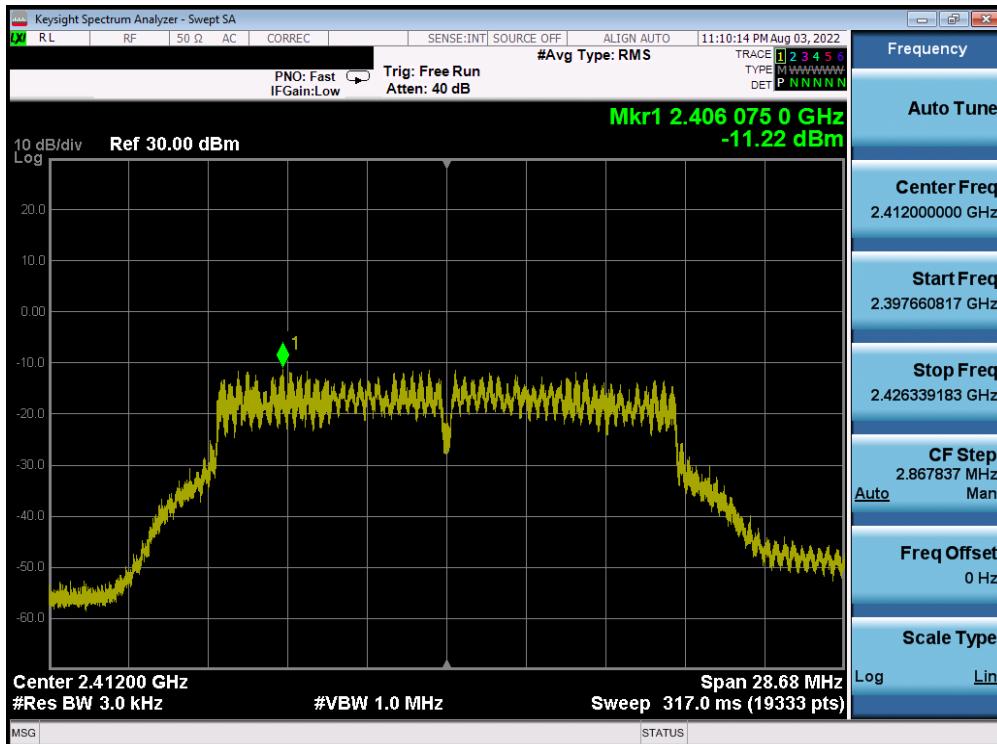 Keysight Spectrum Analyzer - Swept SA
LXI RL RF 50 Ω AC CORREC SENSE:INT SOURCE OFF ALIGN AUTO 11:10:14 PM Aug 03, 2022
#Avg Type: RMS
TRACE 1 2 3 4 5 6
TYPE M W W W W W
DET P N N N N N
PNO: Fast
IFGain:Low
Trig: Free Run
Atten: 40 dB
Mkr1 2.406 075 0 GHz
-11.22 dBm
10 dB/div
Log
Ref 30.00 dBm
20.0
10.0
0.00
-10.0
-20.0
-30.0
-40.0
-50.0
-60.0
1
Center 2.41200 GHz
#Res BW 3.0 kHz
#VBW 1.0 MHz
Span 28.68 MHz
Sweep 317.0 ms (19333 pts)
MSG
STATUS
Frequency
Auto Tune
Center Freq
2.412000000 GHz
Start Freq
2.397660817 GHz
Stop Freq
2.426339183 GHz
CF Step
2.867837 MHz
Auto Man
Freq Offset
0 Hz
Scale Type
Log Lin